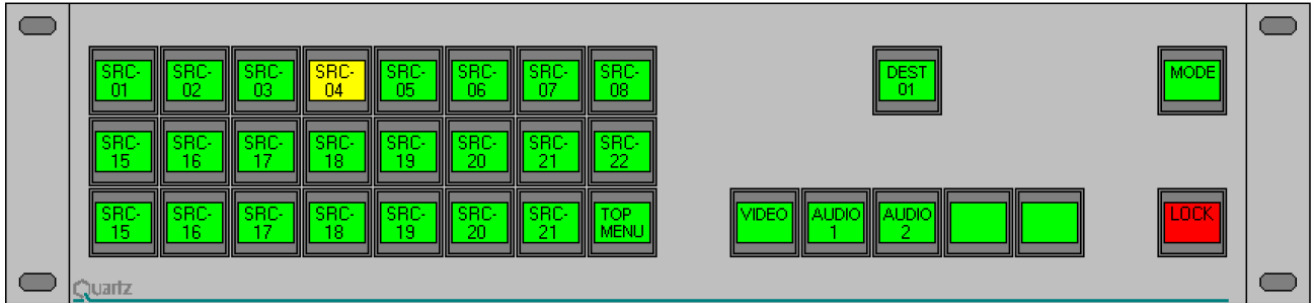 SRC- SRC- SRC- SRC- SRC- SRC- SRC- SRC- DEST MODE
01 02 03 04 05 06 07 08 01
SRC- SRC- SRC- SRC- SRC- SRC- SRC- SRC-
15 16 17 18 19 20 21 22
SRC- SRC- SRC- SRC- SRC- SRC- SRC- TOP VIDEO AUDIO AUDIO LOCK
15 16 17 18 19 20 21 MENU 1 2
Quartz